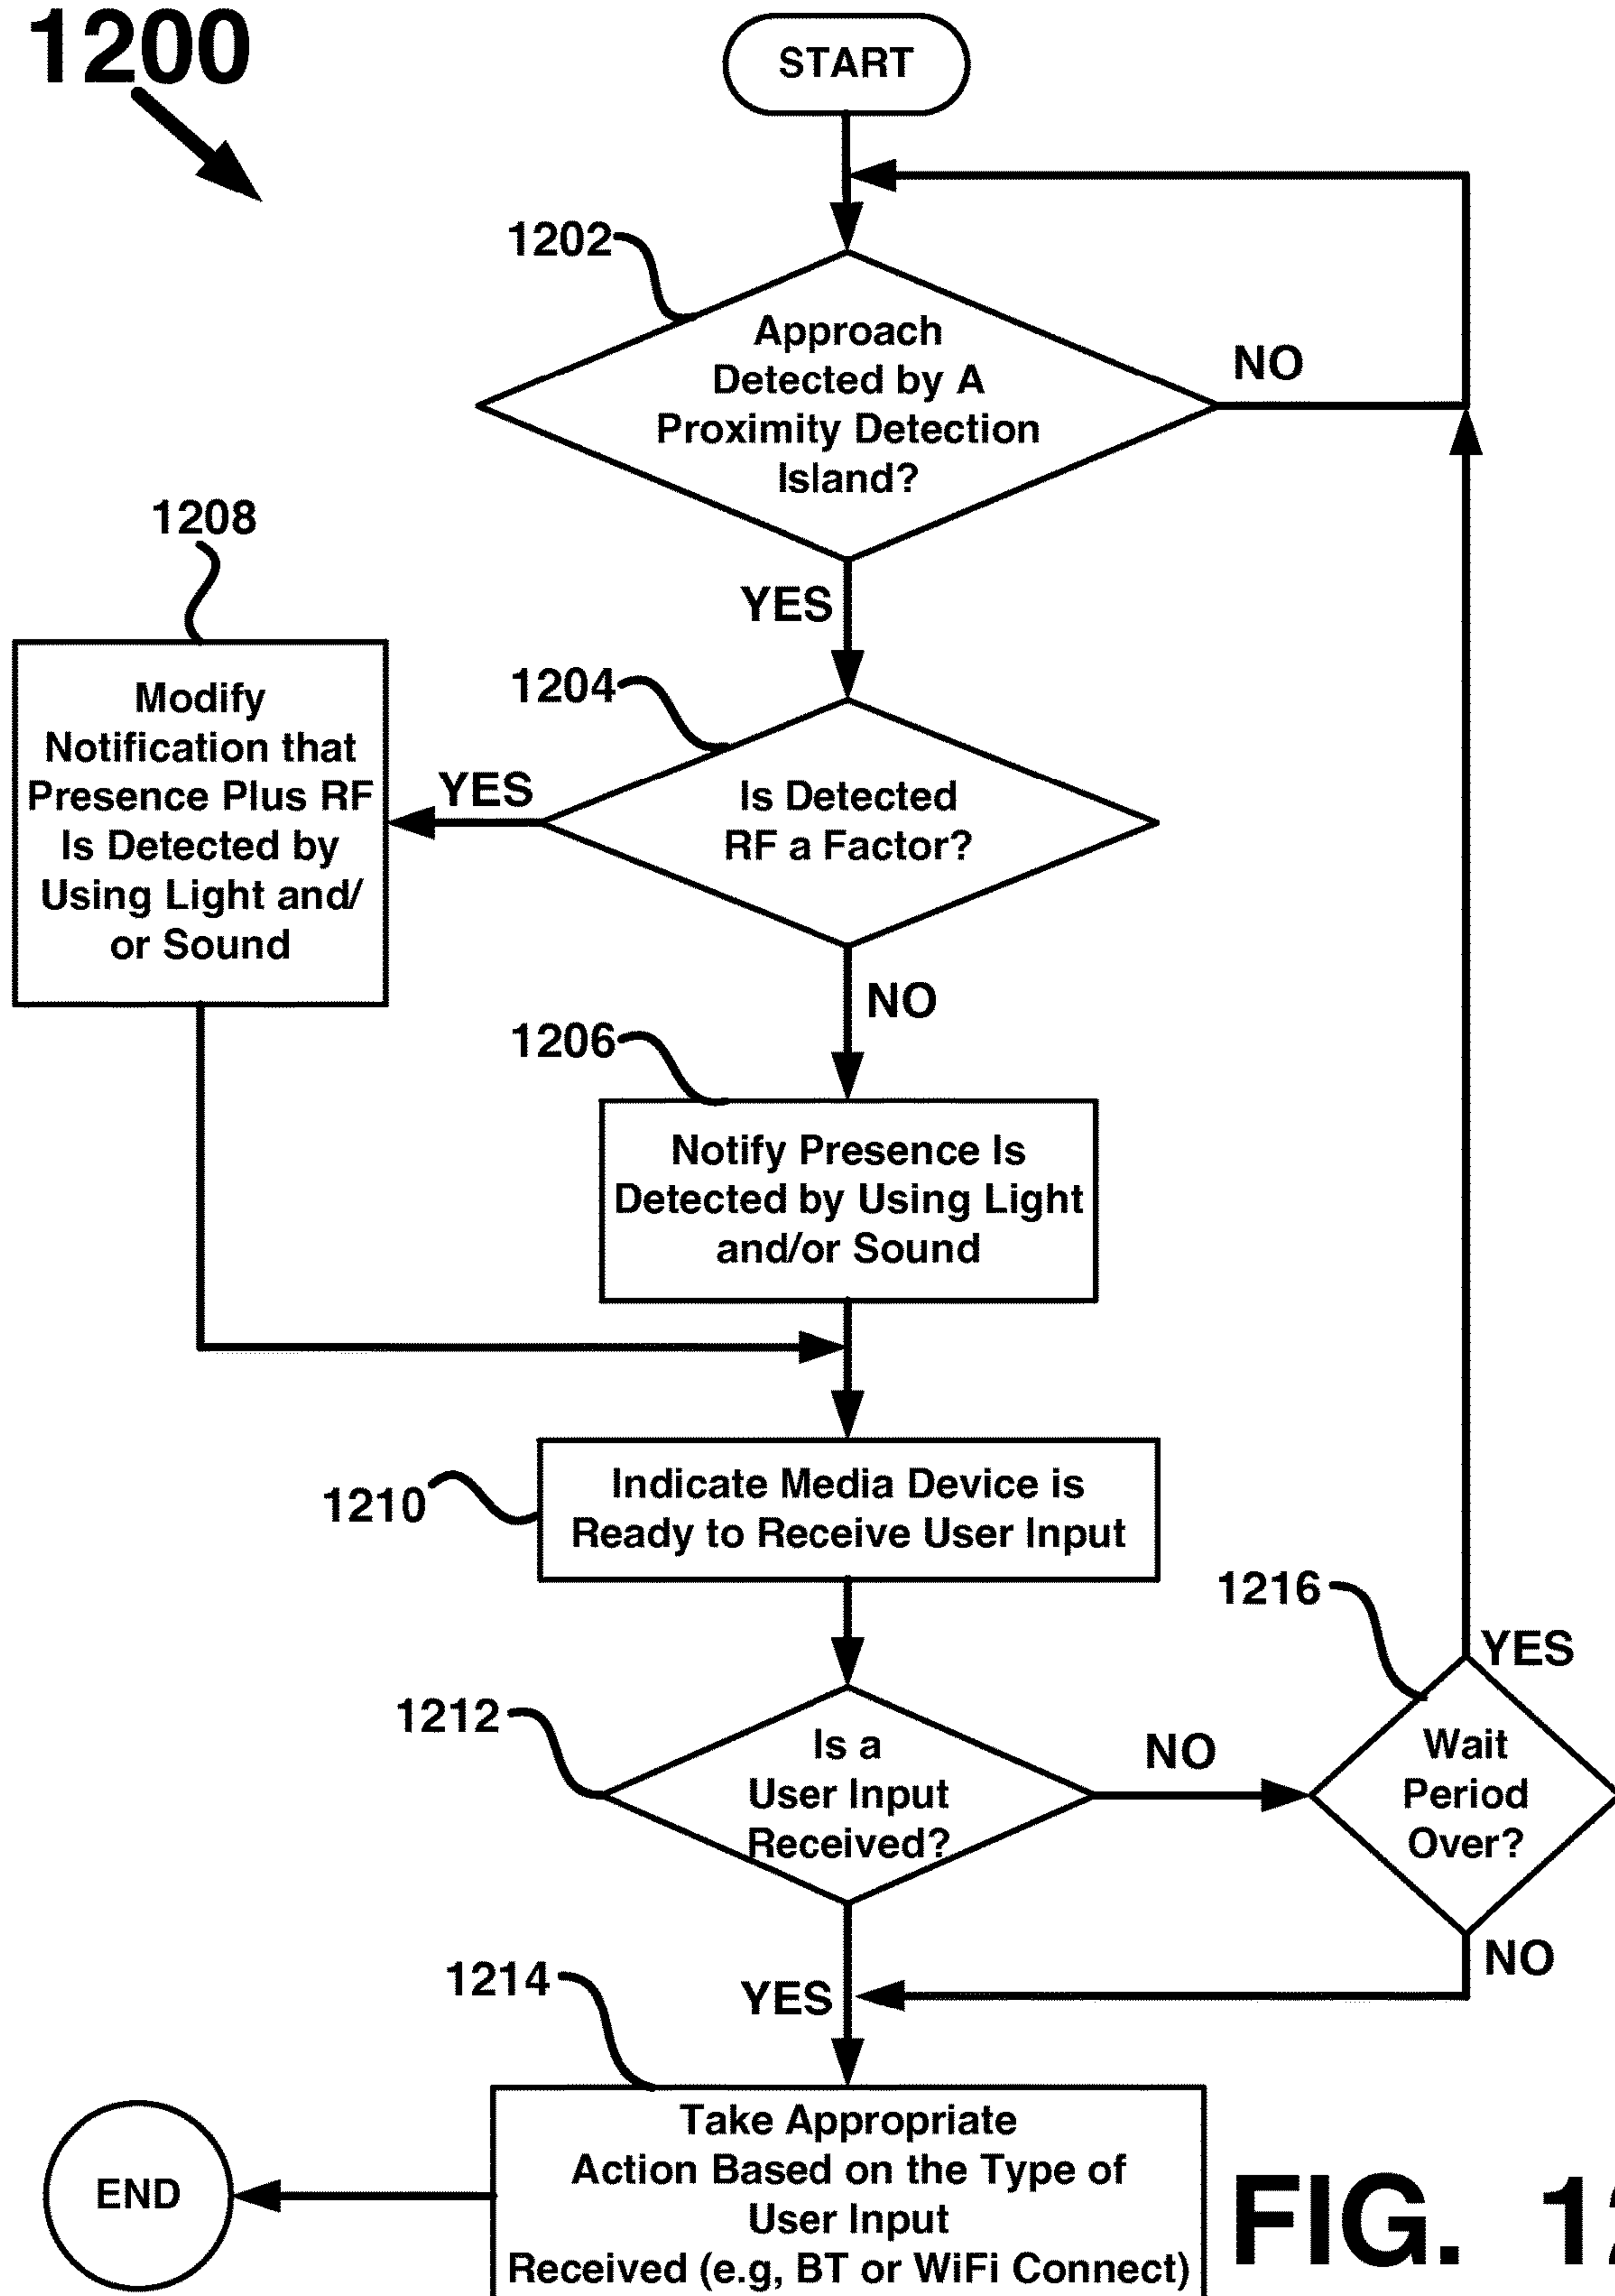 1200
START
1202
Approach
Detected by A
Proximity Detection
Island?
NO
YES
1208
Modify
Notification that
Presence Plus RF
Is Detected by
Using Light and/
or Sound
1204
YES
Is Detected
RF a Factor?
NO
1206
Notify Presence Is
Detected by Using Light
and/or Sound
1210
Indicate Media Device is
Ready to Receive User Input
1216
YES
1212
Is a
User Input
Received?
NO
Wait
Period
Over?
NO
1214
YES
Take Appropriate
Action Based on the Type of
User Input
Received (e.g, BT or WiFi Connect)
END
FIG. 12